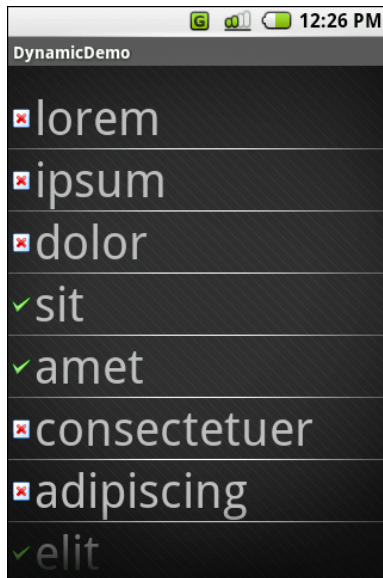 G 12:26 PM
DynamicDemo
lorem
ipsum
dolor
sit
amet
consectetuer
adipiscing
elit